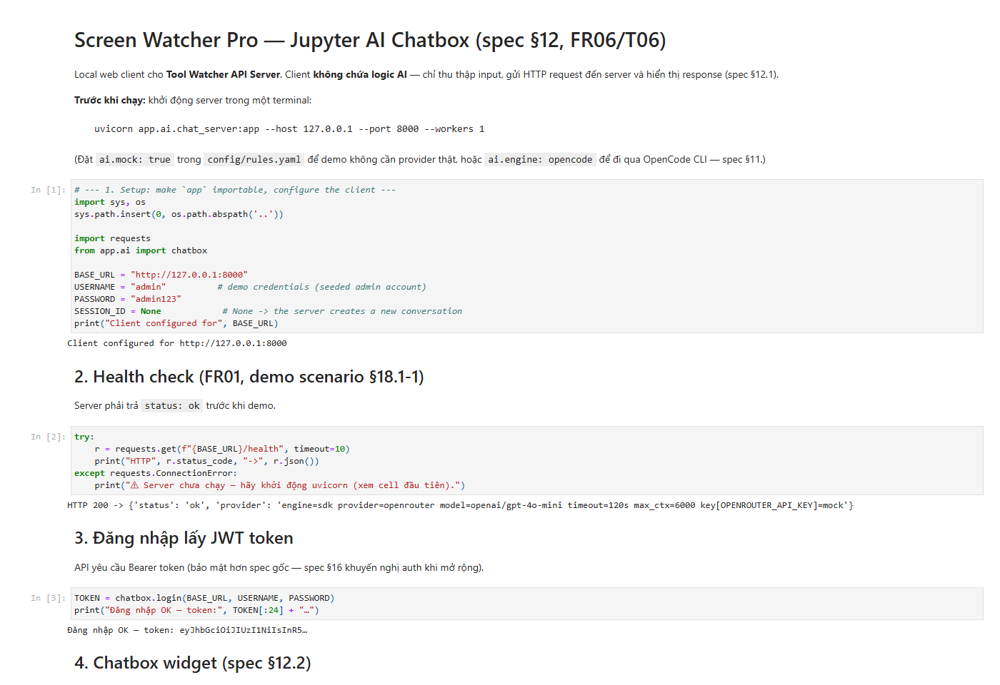 Screen Watcher Pro — Jupyter AI Chatbox (spec §12, FR06/T06)
Local web client cho Tool Watcher API Server. Client không chứa logic AI — chỉ thu thập input, gửi HTTP request đến server và hiển thị response (spec §12.1).
Trước khi chạy: khởi động server trong một terminal:
uvicorn app.ai.chat_server:app --host 127.0.0.1 --port 8000 --workers 1
(Đặt ai.mock: true trong config/rules.yaml để demo không cần provider thật, hoặc ai.engine: opencode để đi qua OpenCode CLI — spec §11.)
In [1]:
# --- 1. Setup: make `app` importable, configure the client ---
import sys, os
sys.path.insert(0, os.path.abspath('..'))
import requests
from app.ai import chatbox
BASE_URL = "http://127.0.0.1:8000"
USERNAME = "admin"          # demo credentials (seeded admin account)
PASSWORD = "admin123"
SESSION_ID = None            # None -> the server creates a new conversation
print("Client configured for", BASE_URL)
Client configured for http://127.0.0.1:8000
2. Health check (FR01, demo scenario §18.1-1)
Server phải trả status: ok trước khi demo.
In [2]:
try:
    r = requests.get(f"{BASE_URL}/health", timeout=10)
    print("HTTP", r.status_code, "->", r.json())
except requests.ConnectionError:
    print("⚠ Server chưa chạy — hãy khởi động uvicorn (xem cell đầu tiên).")
HTTP 200 -> {'status': 'ok', 'provider': 'engine=sdk provider=openrouter model=openai/gpt-4o-mini timeout=120s max_ctx=6000 key[OPENROUTER_API_KEY]=mock'}
3. Đăng nhập lấy JWT token
API yêu cầu Bearer token (bảo mật hơn spec gốc — spec §16 khuyến nghị auth khi mở rộng).
In [3]:
TOKEN = chatbox.login(BASE_URL, USERNAME, PASSWORD)
print("Đăng nhập OK — token:", TOKEN[:24] + "…")
Đăng nhập OK — token: eyJhbGciOiJIUzI1NiIsInR5…
4. Chatbox widget (spec §12.2)